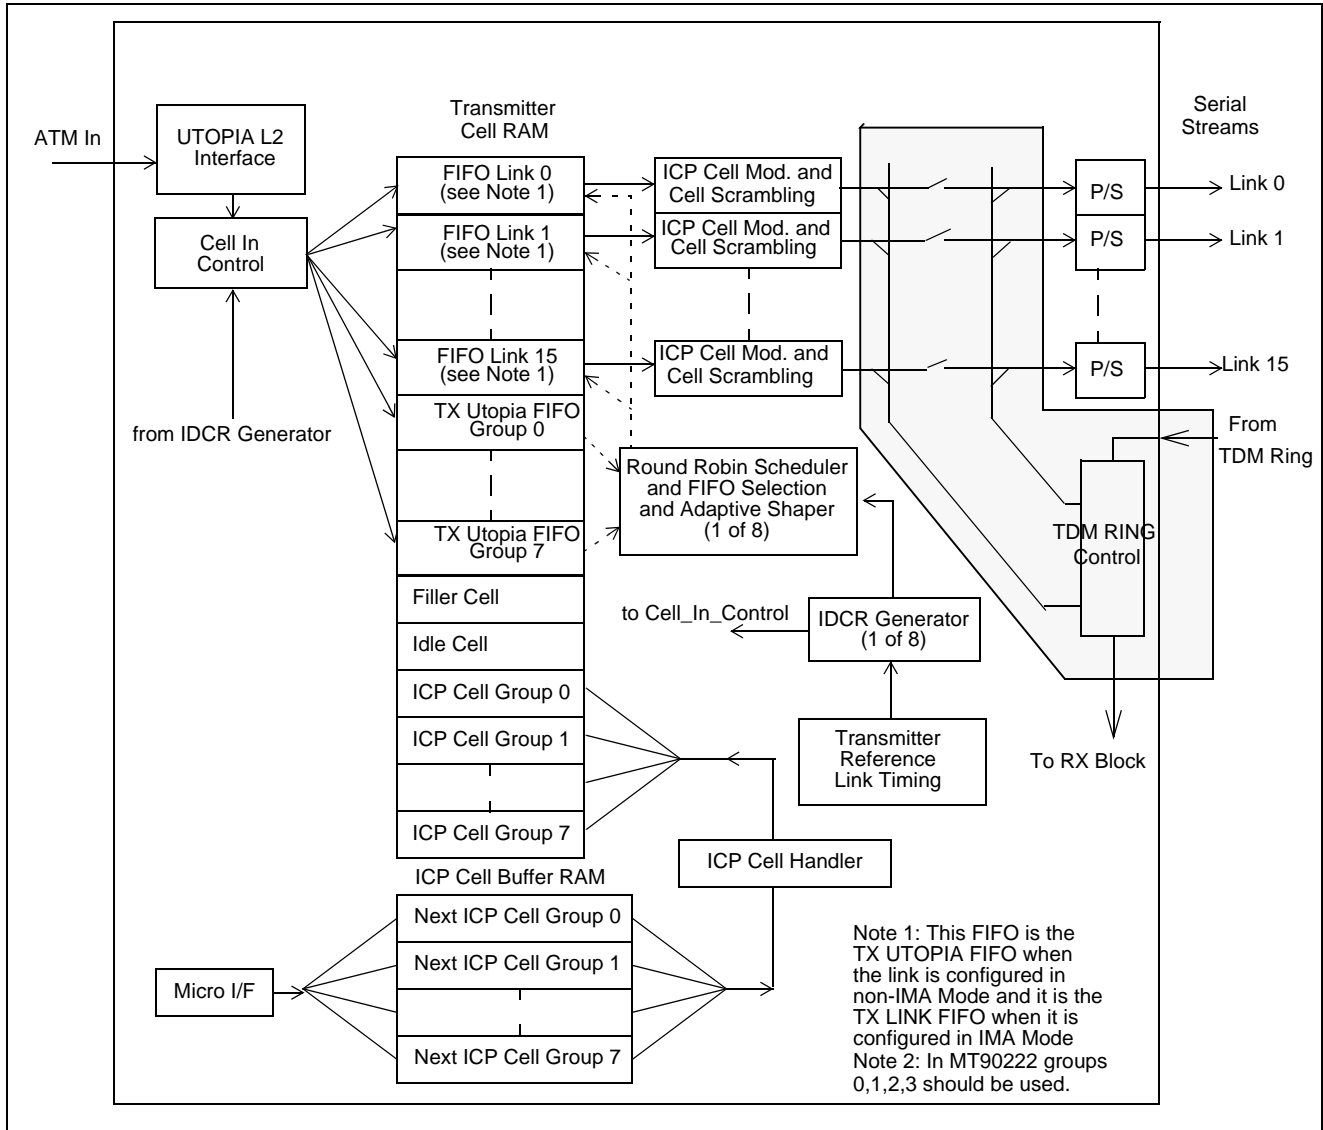 ATM In
UTOPIA L2
Interface
Cell In
Control
from IDCR Generator
Transmitter
Cell RAM
FIFO Link 0
(see Note 1)
FIFO Link 1
(see Note 1)
FIFO Link 15
(see Note 1)
TX Utopia FIFO
Group 0
TX Utopia FIFO
Group 7
Filler Cell
Idle Cell
ICP Cell Group 0
ICP Cell Group 1
ICP Cell Group 7
ICP Cell Mod. and
Cell Scrambling
ICP Cell Mod. and
Cell Scrambling
ICP Cell Mod. and
Cell Scrambling
Round Robin Scheduler
and FIFO Selection
and Adaptive Shaper
(1 of 8)
to Cell_In_Control
IDCR Generator
(1 of 8)
Transmitter
Reference
Link Timing
ICP Cell Handler
Serial
Streams
P/S
Link 0
P/S
Link 1
P/S
Link 15
From
TDM Ring
TDM RING
Control
To RX Block
ICP Cell Buffer RAM
Next ICP Cell Group 0
Next ICP Cell Group 1
Next ICP Cell Group 7
Micro I/F
Note 1: This FIFO is the
TX UTOPIA FIFO when
the link is configured in
non-IMA Mode and it is the
TX LINK FIFO when it is
configured in IMA Mode
Note 2: In MT90222 groups
0,1,2,3 should be used.